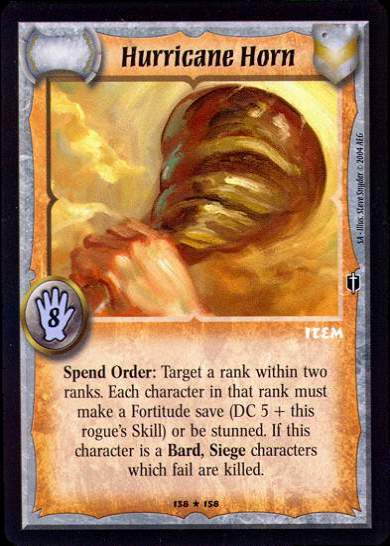 Hurricane Horn
SA • Illus. Steve Snyder © 2004 AEG
8
ITEM
Spend Order: Target a rank within two
ranks. Each character in that rank must
make a Fortitude save (DC 5 + this
rogue's Skill) or be stunned. If this
character is a Bard, Siege characters
which fail are killed.
158 ★ 158